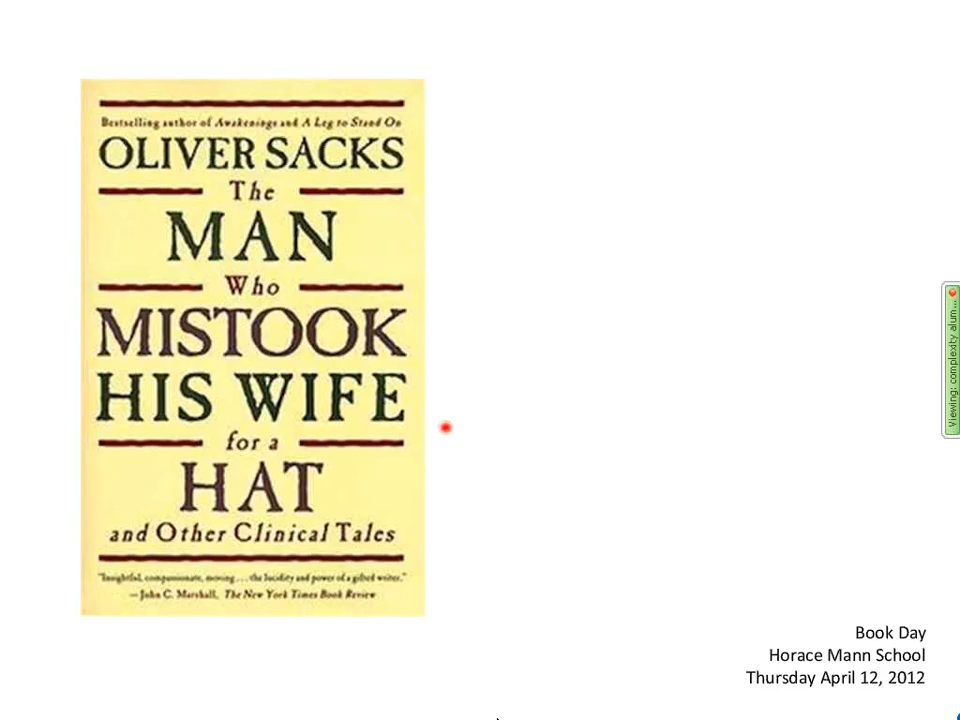 Bestselling author of Awakenings and A Leg to Stand On
OLIVER SACKS
The
MAN
Who
MISTOOK
HIS WIFE
for a
HAT
and Other Clinical Tales
"Insightful, compassionate, moving . . . the lucidity and power of a gifted writer."
—John C. Marshall, The New York Times Book Review
Viewing: complexity alum...
Book Day
Horace Mann School
Thursday April 12, 2012